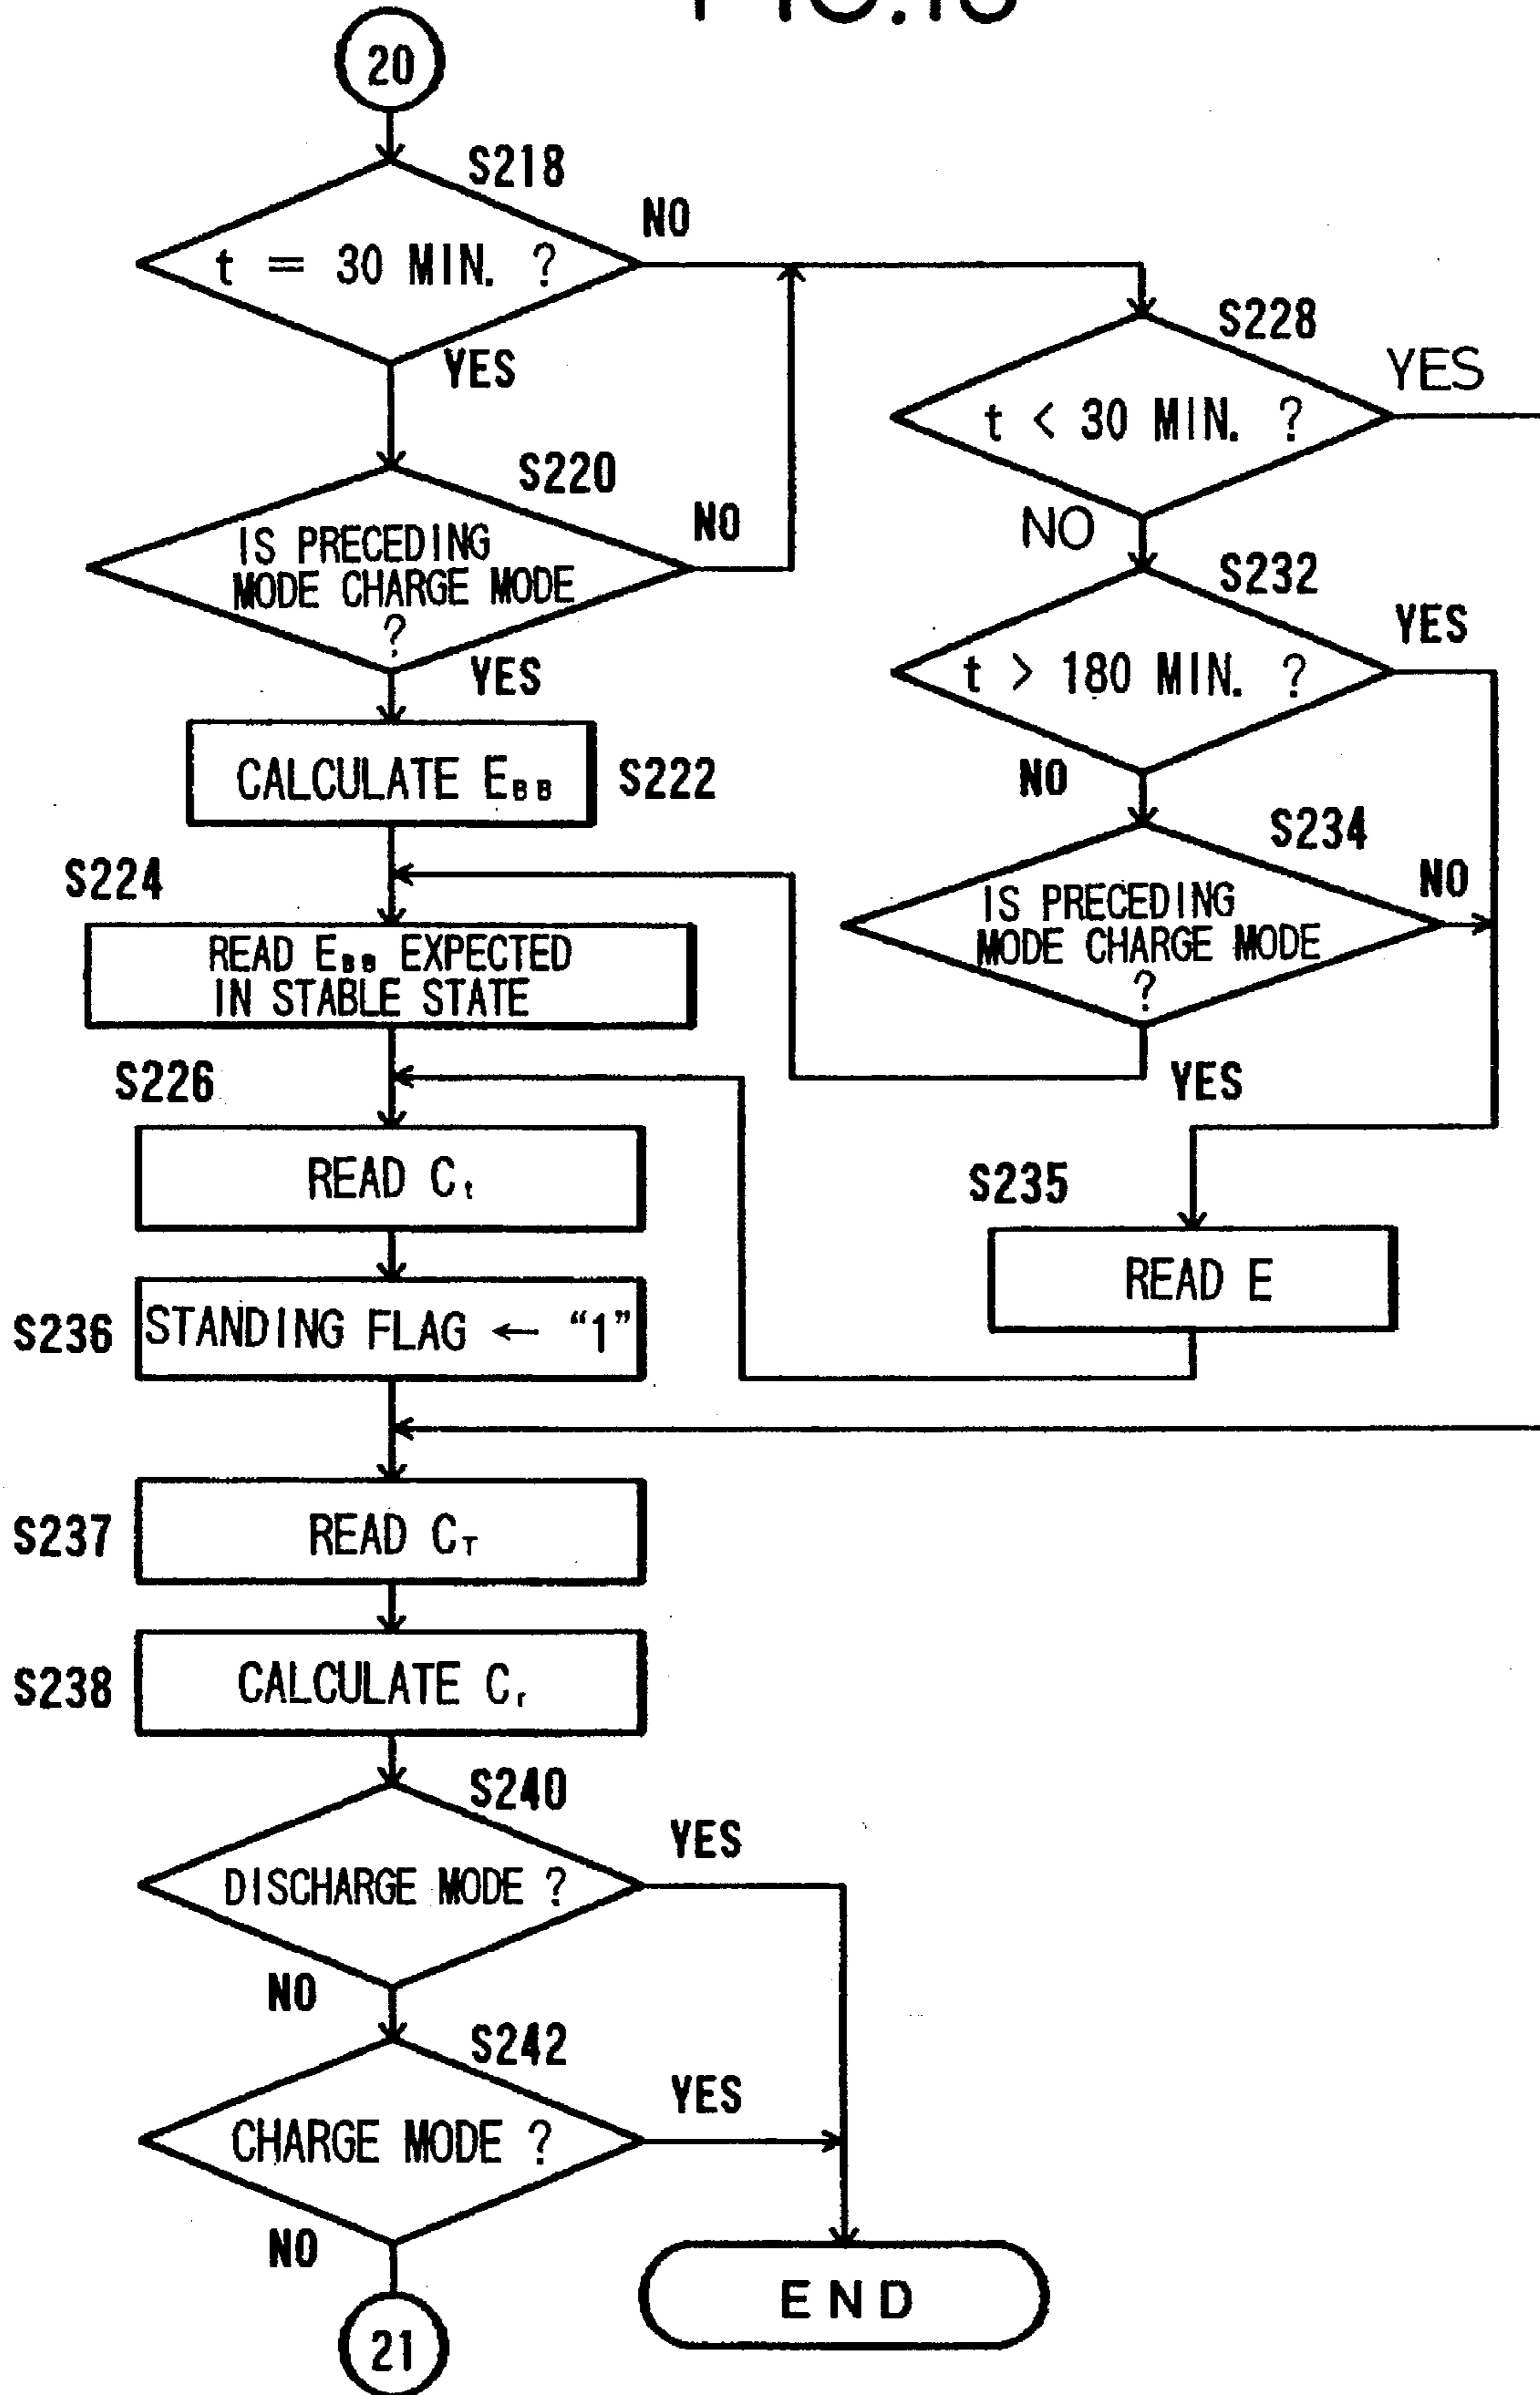 20
S218
t = 30 MIN. ?
NO
YES
S220
IS PRECEDING
MODE CHARGE MODE
?
NO
YES
CALCULATE EBB
S222
S224
READ EBB EXPECTED
IN STABLE STATE
S226
READ Ct
S236
STANDING FLAG ← “1”
S237
READ CT
S238
CALCULATE Cr
S240
DISCHARGE MODE ?
YES
NO
S242
CHARGE MODE ?
YES
NO
21
END
S228
t < 30 MIN. ?
YES
NO
S232
t > 180 MIN. ?
YES
NO
S234
IS PRECEDING
MODE CHARGE MODE
?
NO
YES
S235
READ E